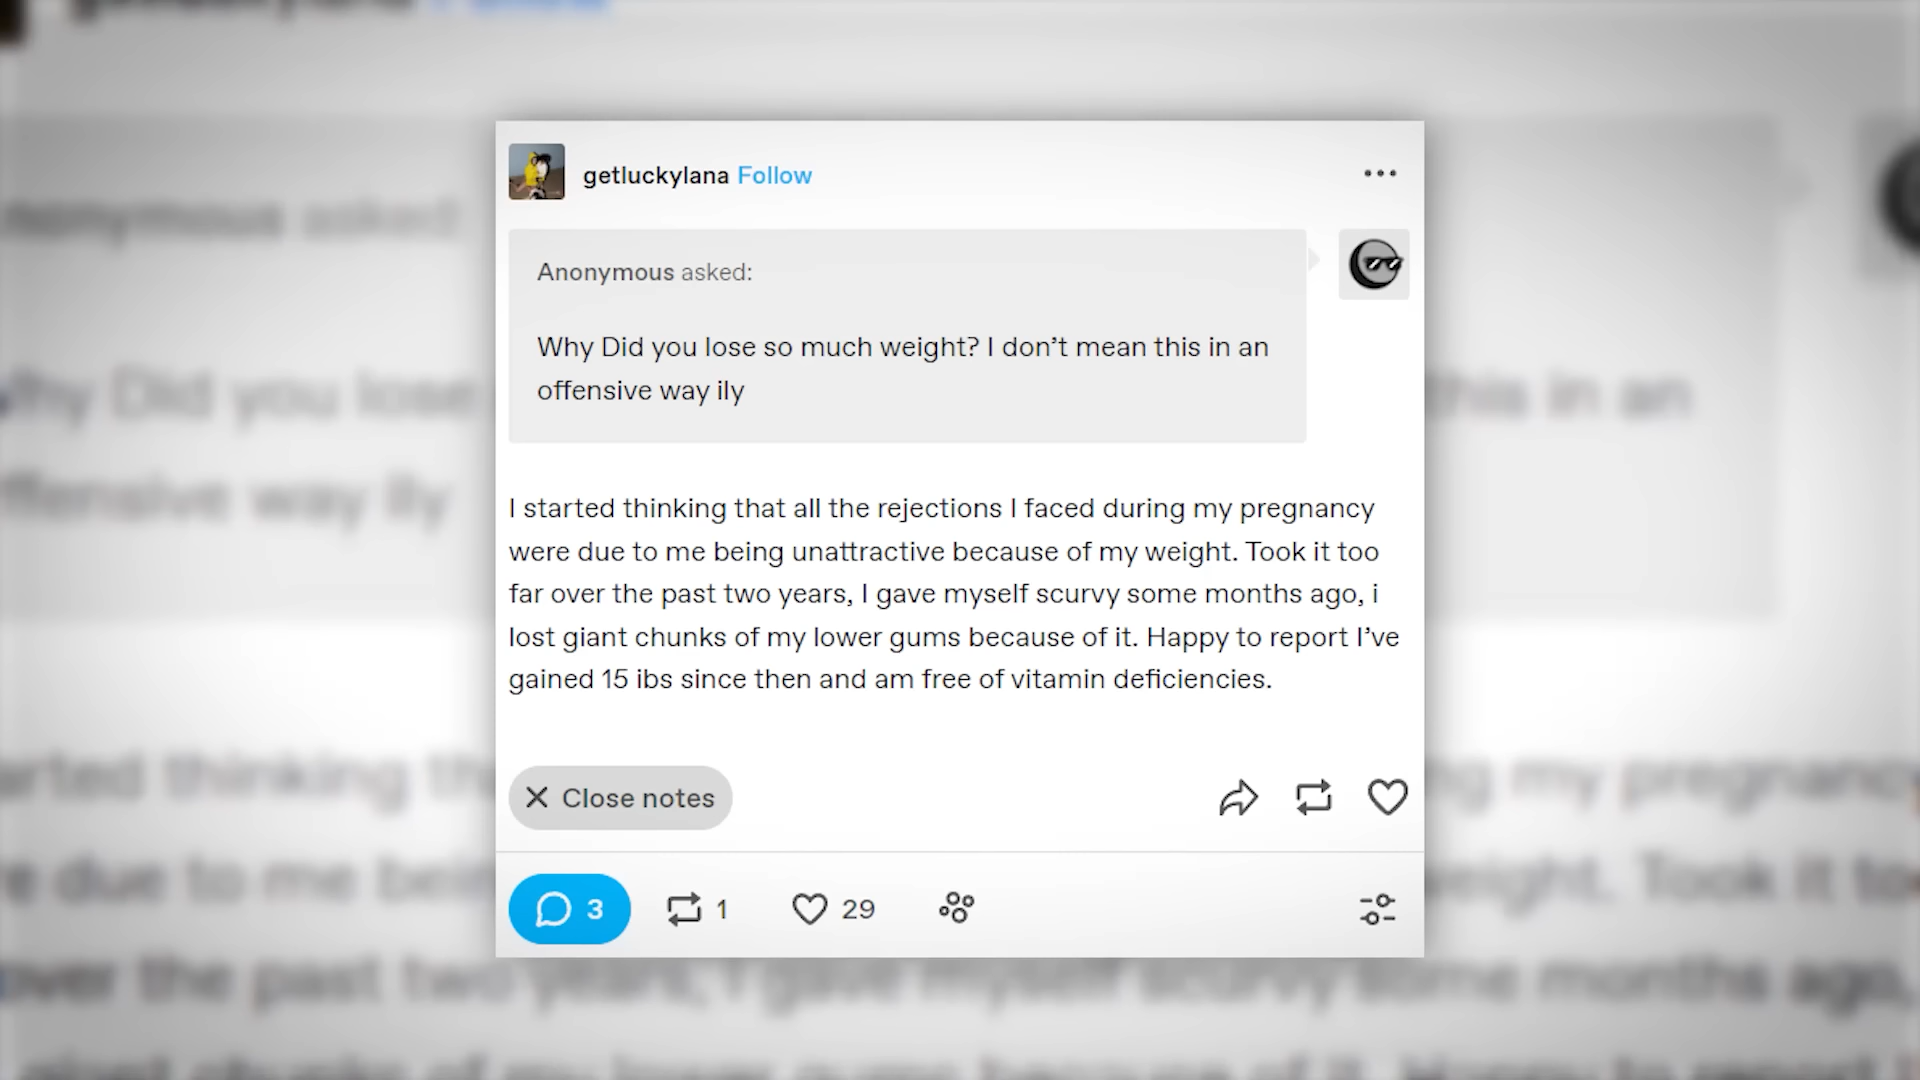 getluckylana Follow
Anonymous asked:
Why Did you lose so much weight? I don’t mean this in an
offensive way ily
I started thinking that all the rejections I faced during my pregnancy
were due to me being unattractive because of my weight. Took it too
far over the past two years, I gave myself scurvy some months ago, i
lost giant chunks of my lower gums because of it. Happy to report I’ve
gained 15 ibs since then and am free of vitamin deficiencies.
Close notes
3
1
29